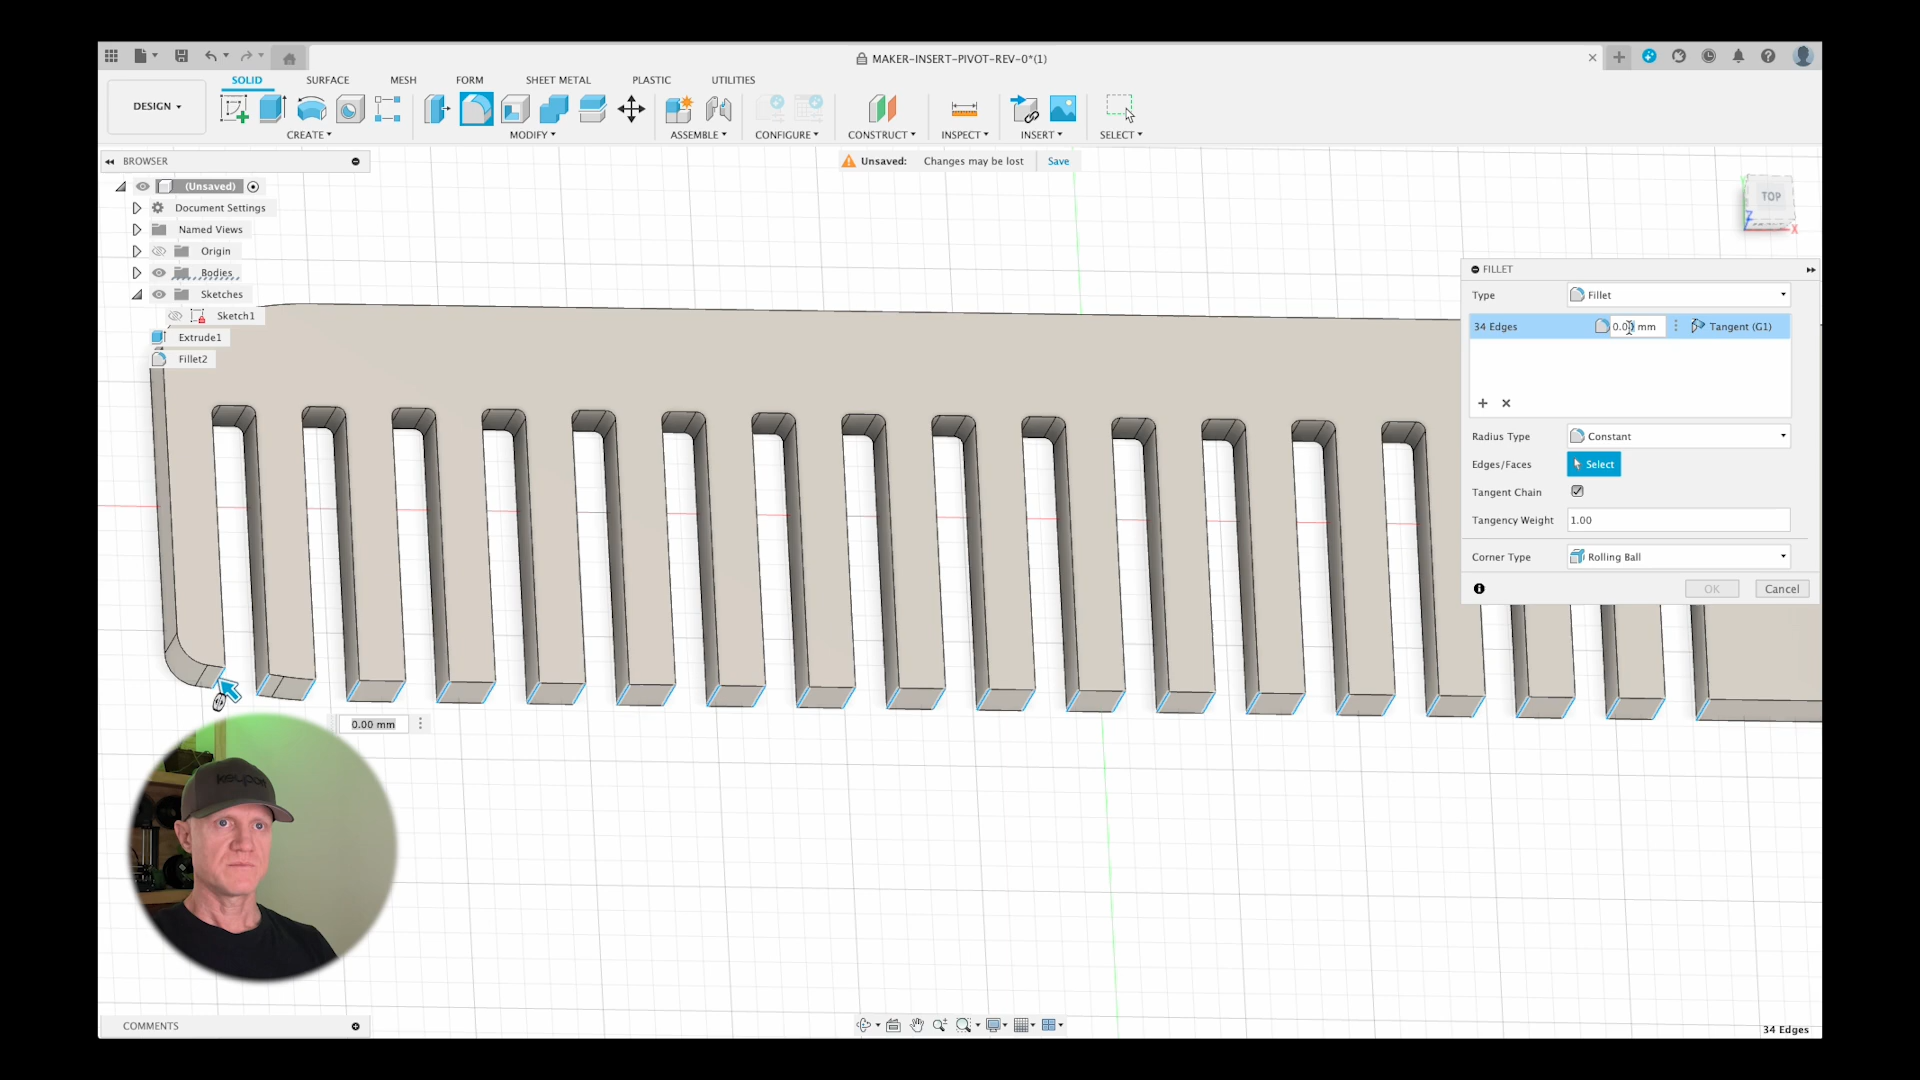 MAKER-INSERT-PIVOT-REV-0*(1)
SOLID SURFACE MESH FORM SHEET METAL PLASTIC UTILITIES
DESIGN
CREATE MODIFY ASSEMBLE CONFIGURE CONSTRUCT INSPECT INSERT SELECT
BROWSER
Unsaved: Changes may be lost Save
(Unsaved)
Document Settings
Named Views
Origin
Bodies
Sketches
Sketch1
Extrude1
Fillet2
TOP
Z
X
FILLET
Type Fillet
34 Edges 0.00 mm Tangent (G1)
Radius Type Constant
Edges/Faces Select
Tangent Chain
Tangency Weight 1.00
Corner Type Rolling Ball
OK Cancel
0.00 mm
COMMENTS
34 Edges